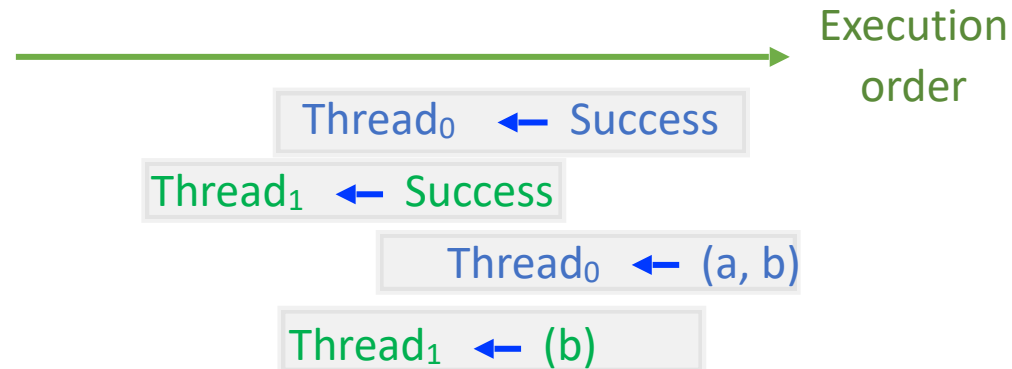 Execution
order
Thread₀ ← Success
Thread₁ ← Success
Thread₀ ← (a, b)
Thread₁ ← (b)